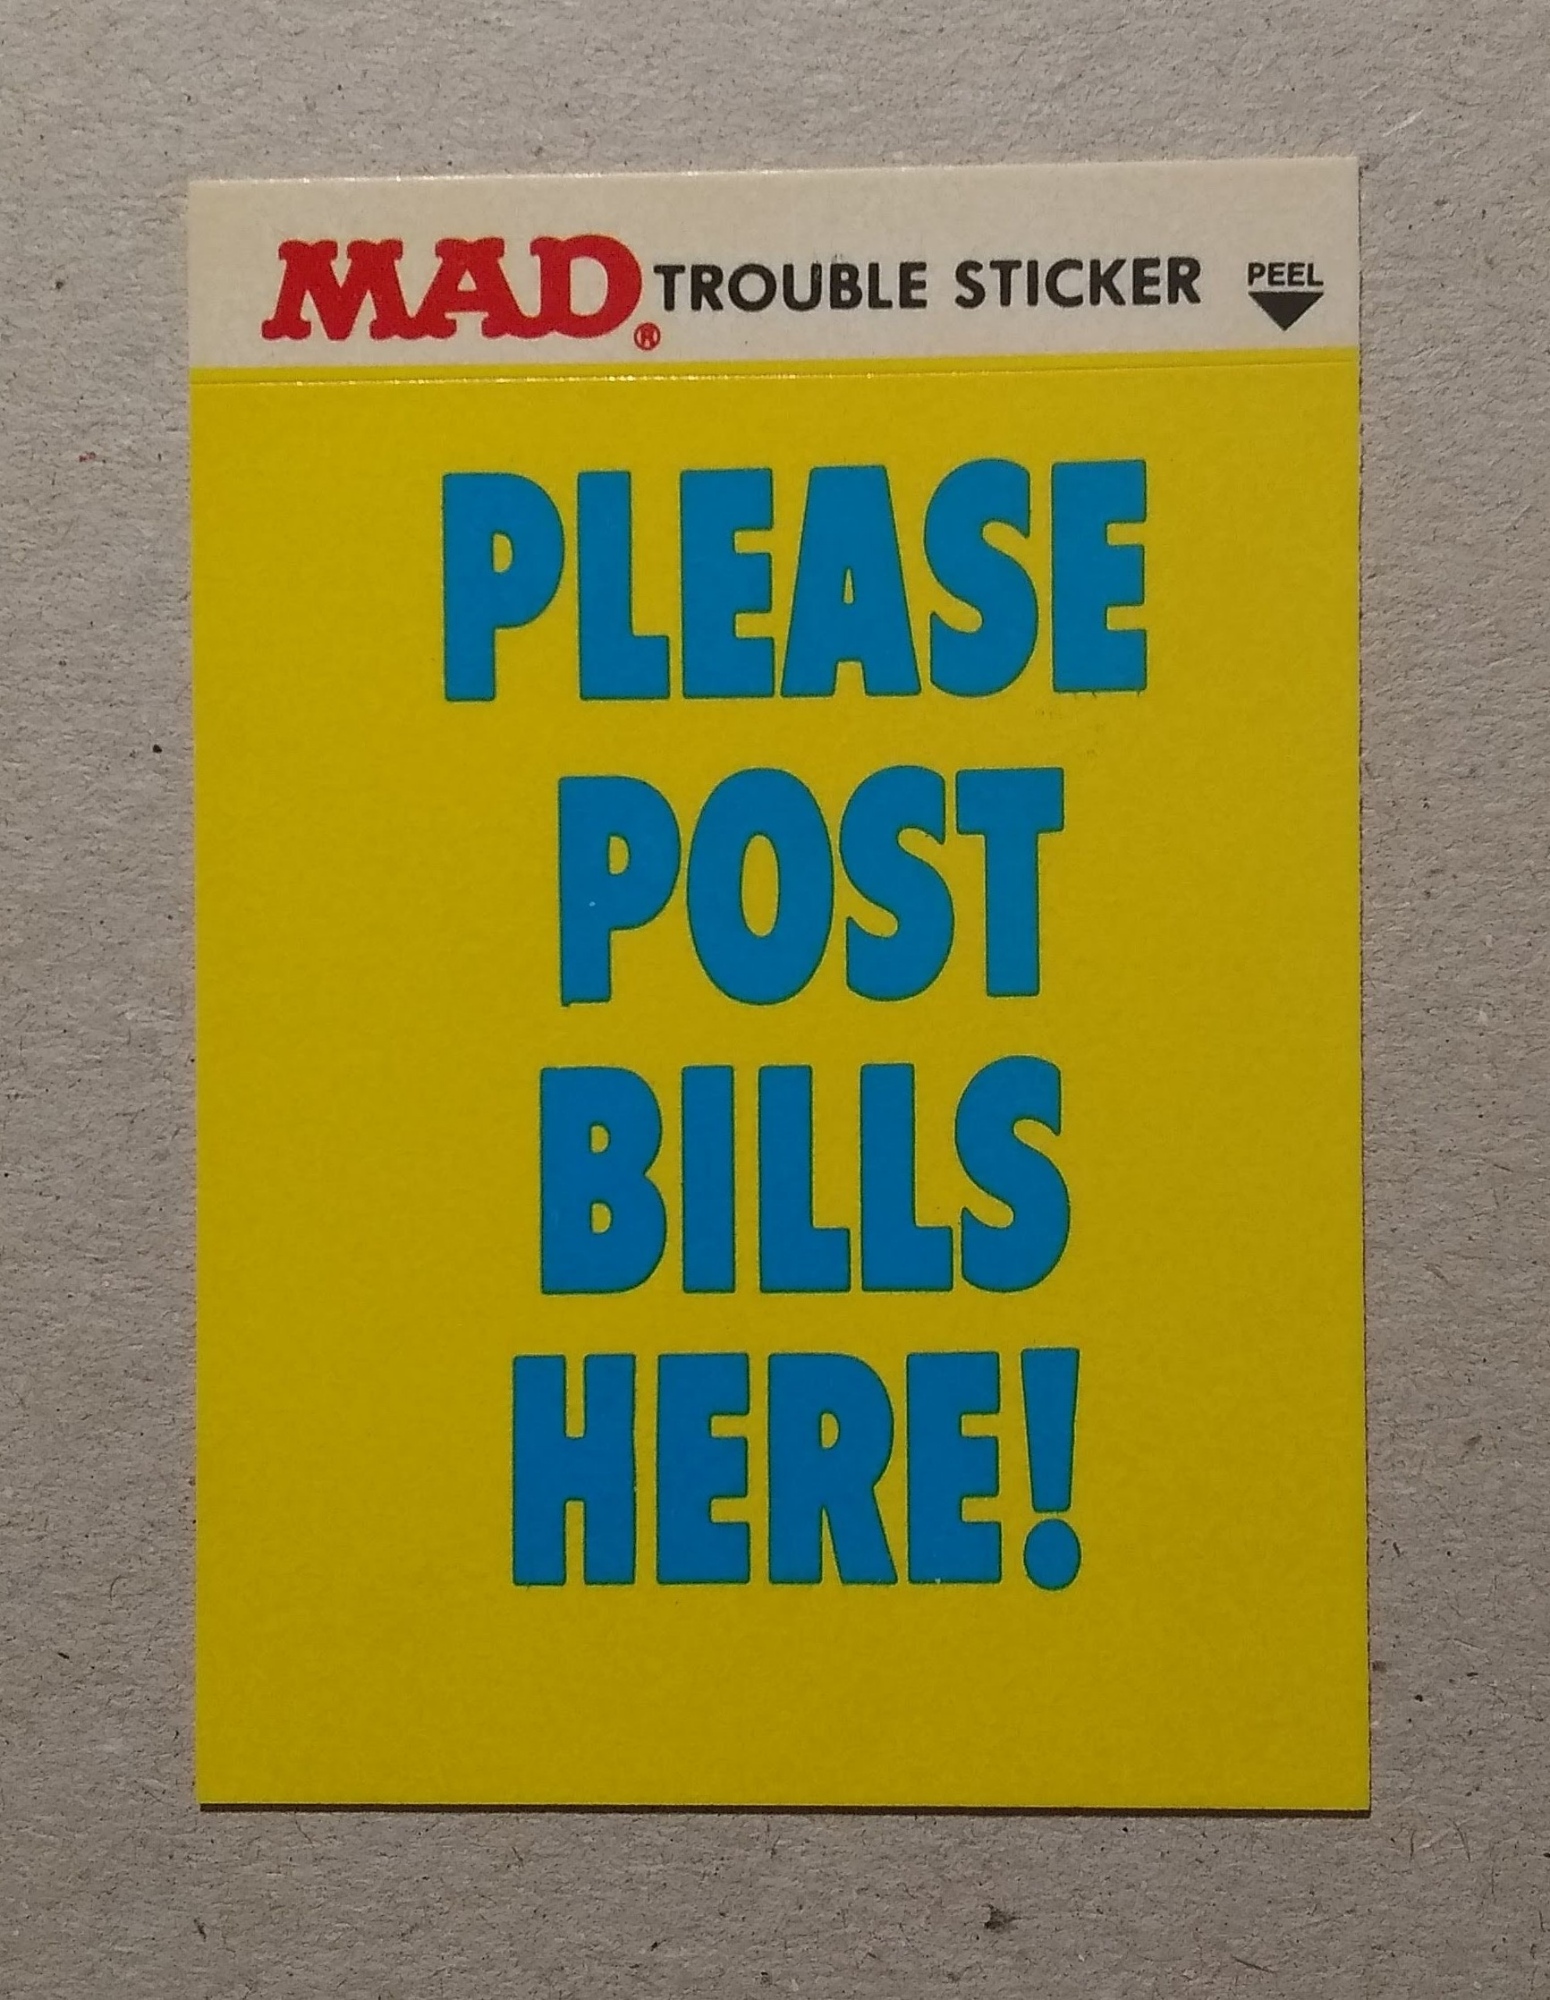 MAD® TROUBLE STICKER PEEL
PLEASE
POST
BILLS
HERE!